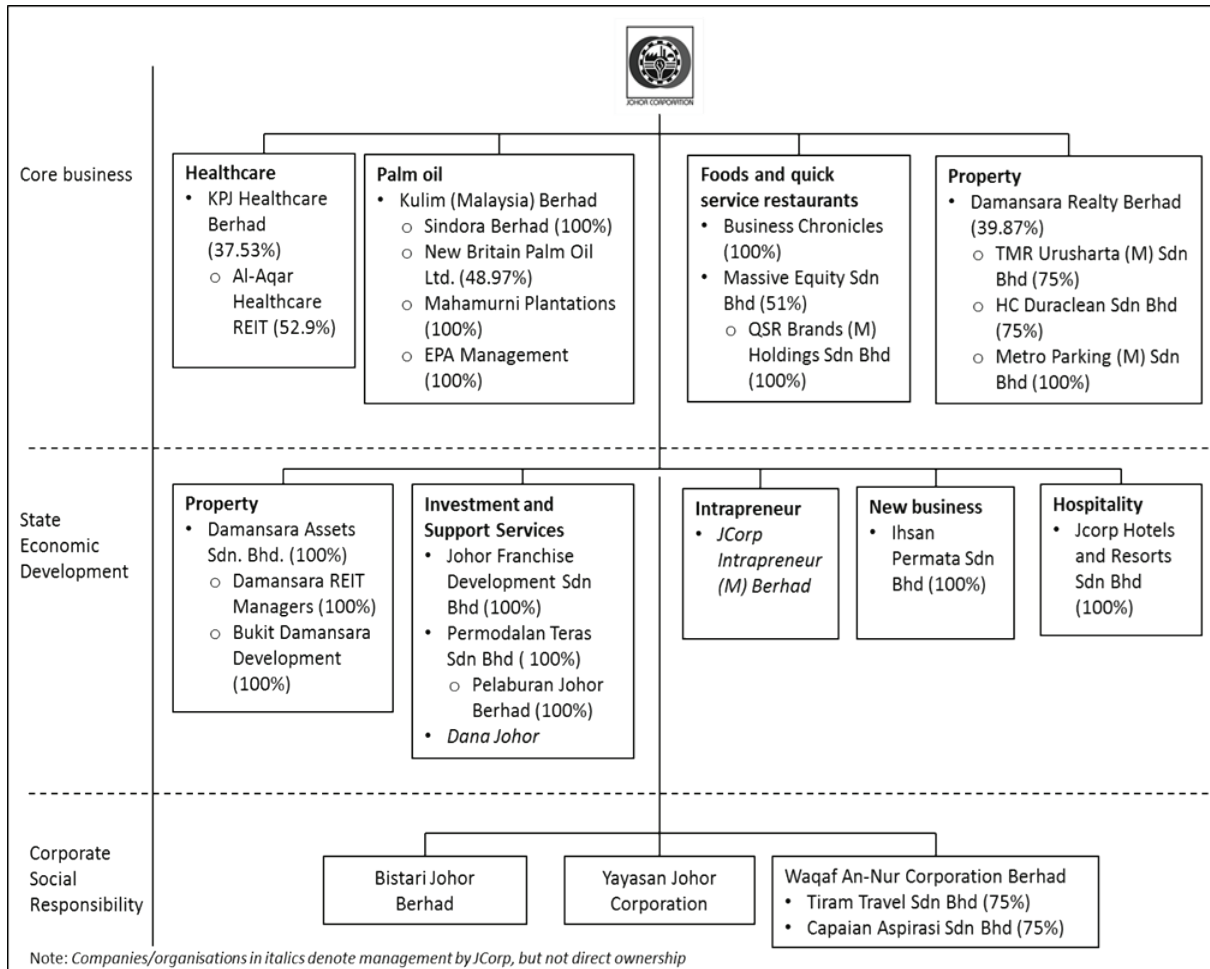 JOHOR CORPORATION
Core business
Healthcare
• KPJ Healthcare
Berhad
(37.53%)
o Al-Aqar
Healthcare
REIT (52.9%)
Palm oil
• Kulim (Malaysia) Berhad
o Sindora Berhad (100%)
o New Britain Palm Oil
Ltd. (48.97%)
o Mahamurni Plantations
(100%)
o EPA Management
(100%)
Foods and quick
service restaurants
• Business Chronicles
(100%)
• Massive Equity Sdn
Bhd (51%)
o QSR Brands (M)
Holdings Sdn Bhd
(100%)
Property
• Damansara Realty Berhad
(39.87%)
o TMR Urusharta (M) Sdn
Bhd (75%)
o HC Duraclean Sdn Bhd
(75%)
o Metro Parking (M) Sdn
Bhd (100%)
State
Economic
Development
Property
• Damansara Assets
Sdn. Bhd. (100%)
o Damansara REIT
Managers (100%)
o Bukit Damansara
Development
(100%)
Investment and
Support Services
• Johor Franchise
Development Sdn
Bhd (100%)
• Permodalan Teras
Sdn Bhd ( 100%)
o Pelaburan Johor
Berhad (100%)
• Dana Johor
Intrapreneur
• JCorp
Intrapreneur
(M) Berhad
New business
• Ihsan
Permata Sdn
Bhd (100%)
Hospitality
• Jcorp Hotels
and Resorts
Sdn Bhd
(100%)
Corporate
Social
Responsibility
Bistari Johor
Berhad
Yayasan Johor
Corporation
Waqaf An-Nur Corporation Berhad
• Tiram Travel Sdn Bhd (75%)
• Capaian Aspirasi Sdn Bhd (75%)
Note: Companies/organisations in italics denote management by JCorp, but not direct ownership